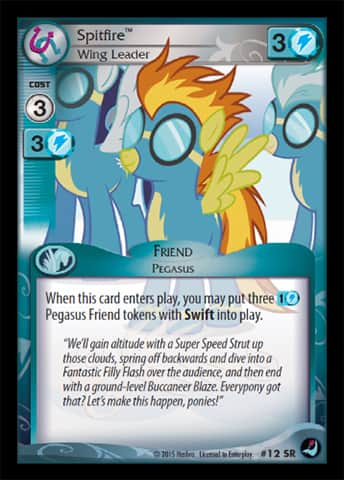 Spitfire™
Wing Leader
3
COST
3
3
FRIEND
PEGASUS
When this card enters play, you may put three 1
Pegasus Friend tokens with Swift into play.
“We’ll gain altitude with a Super Speed Strut up
those clouds, spring off backwards and dive into a
Fantastic Filly Flash over the audience, and then end
with a ground-level Buccaneer Blaze. Everypony got
that? Let’s make this happen, ponies!”
©2015 Hasbro. Licensed to Enterplay. #12 SR